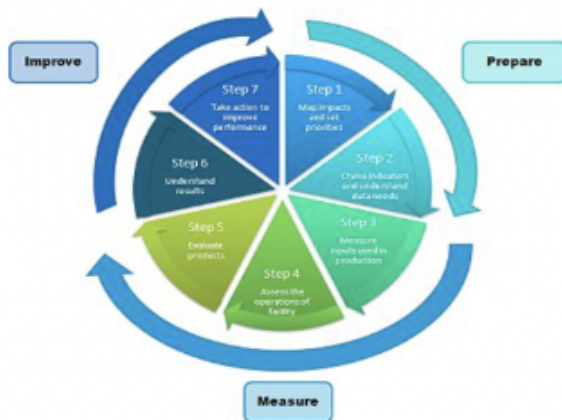 Improve
Prepare
Step 7
Take action to
improve
performance
Step 1
Map impacts
and set
priorities
Step 6
Understand
results
Step 2
and understand
data needs
Step 5
Evaluate
products
Step 3
Measure
inputs used in
production
Step 4
Assess the
operations of
facility
Measure